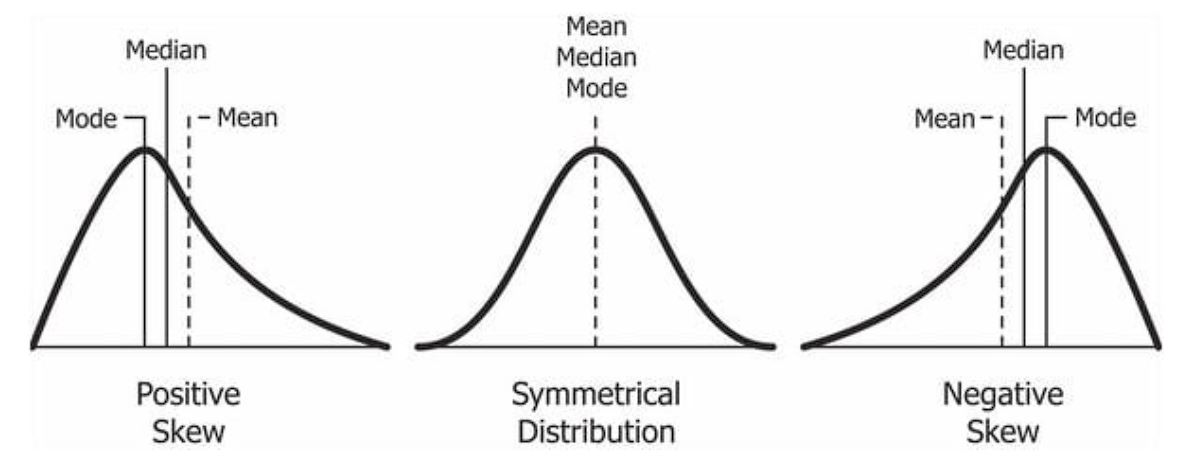 Median
Mode
Mean
Positive
Skew
Mean
Median
Mode
Symmetrical
Distribution
Median
Mean
Mode
Negative
Skew